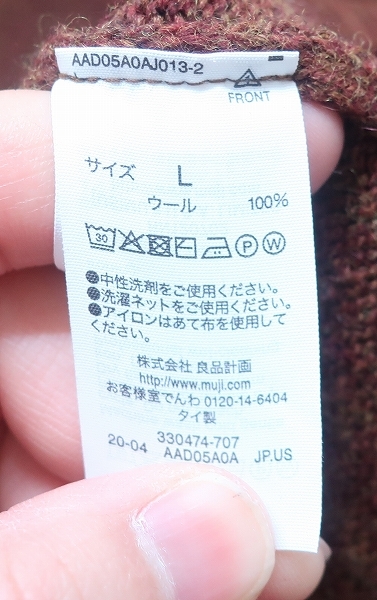 AAD05A0AJ013-2
FRONT
サイズ L
ウール 100%
30 P W
●中性洗剤をご使用ください。
●洗濯ネットをご使用ください。
●アイロンはあて布を使用して
ください。
株式会社 良品計画
http://www.muji.com
お客様室でんわ 0120-14-6404
タイ製
330474-707
20-04 AAD05A0A JP.US